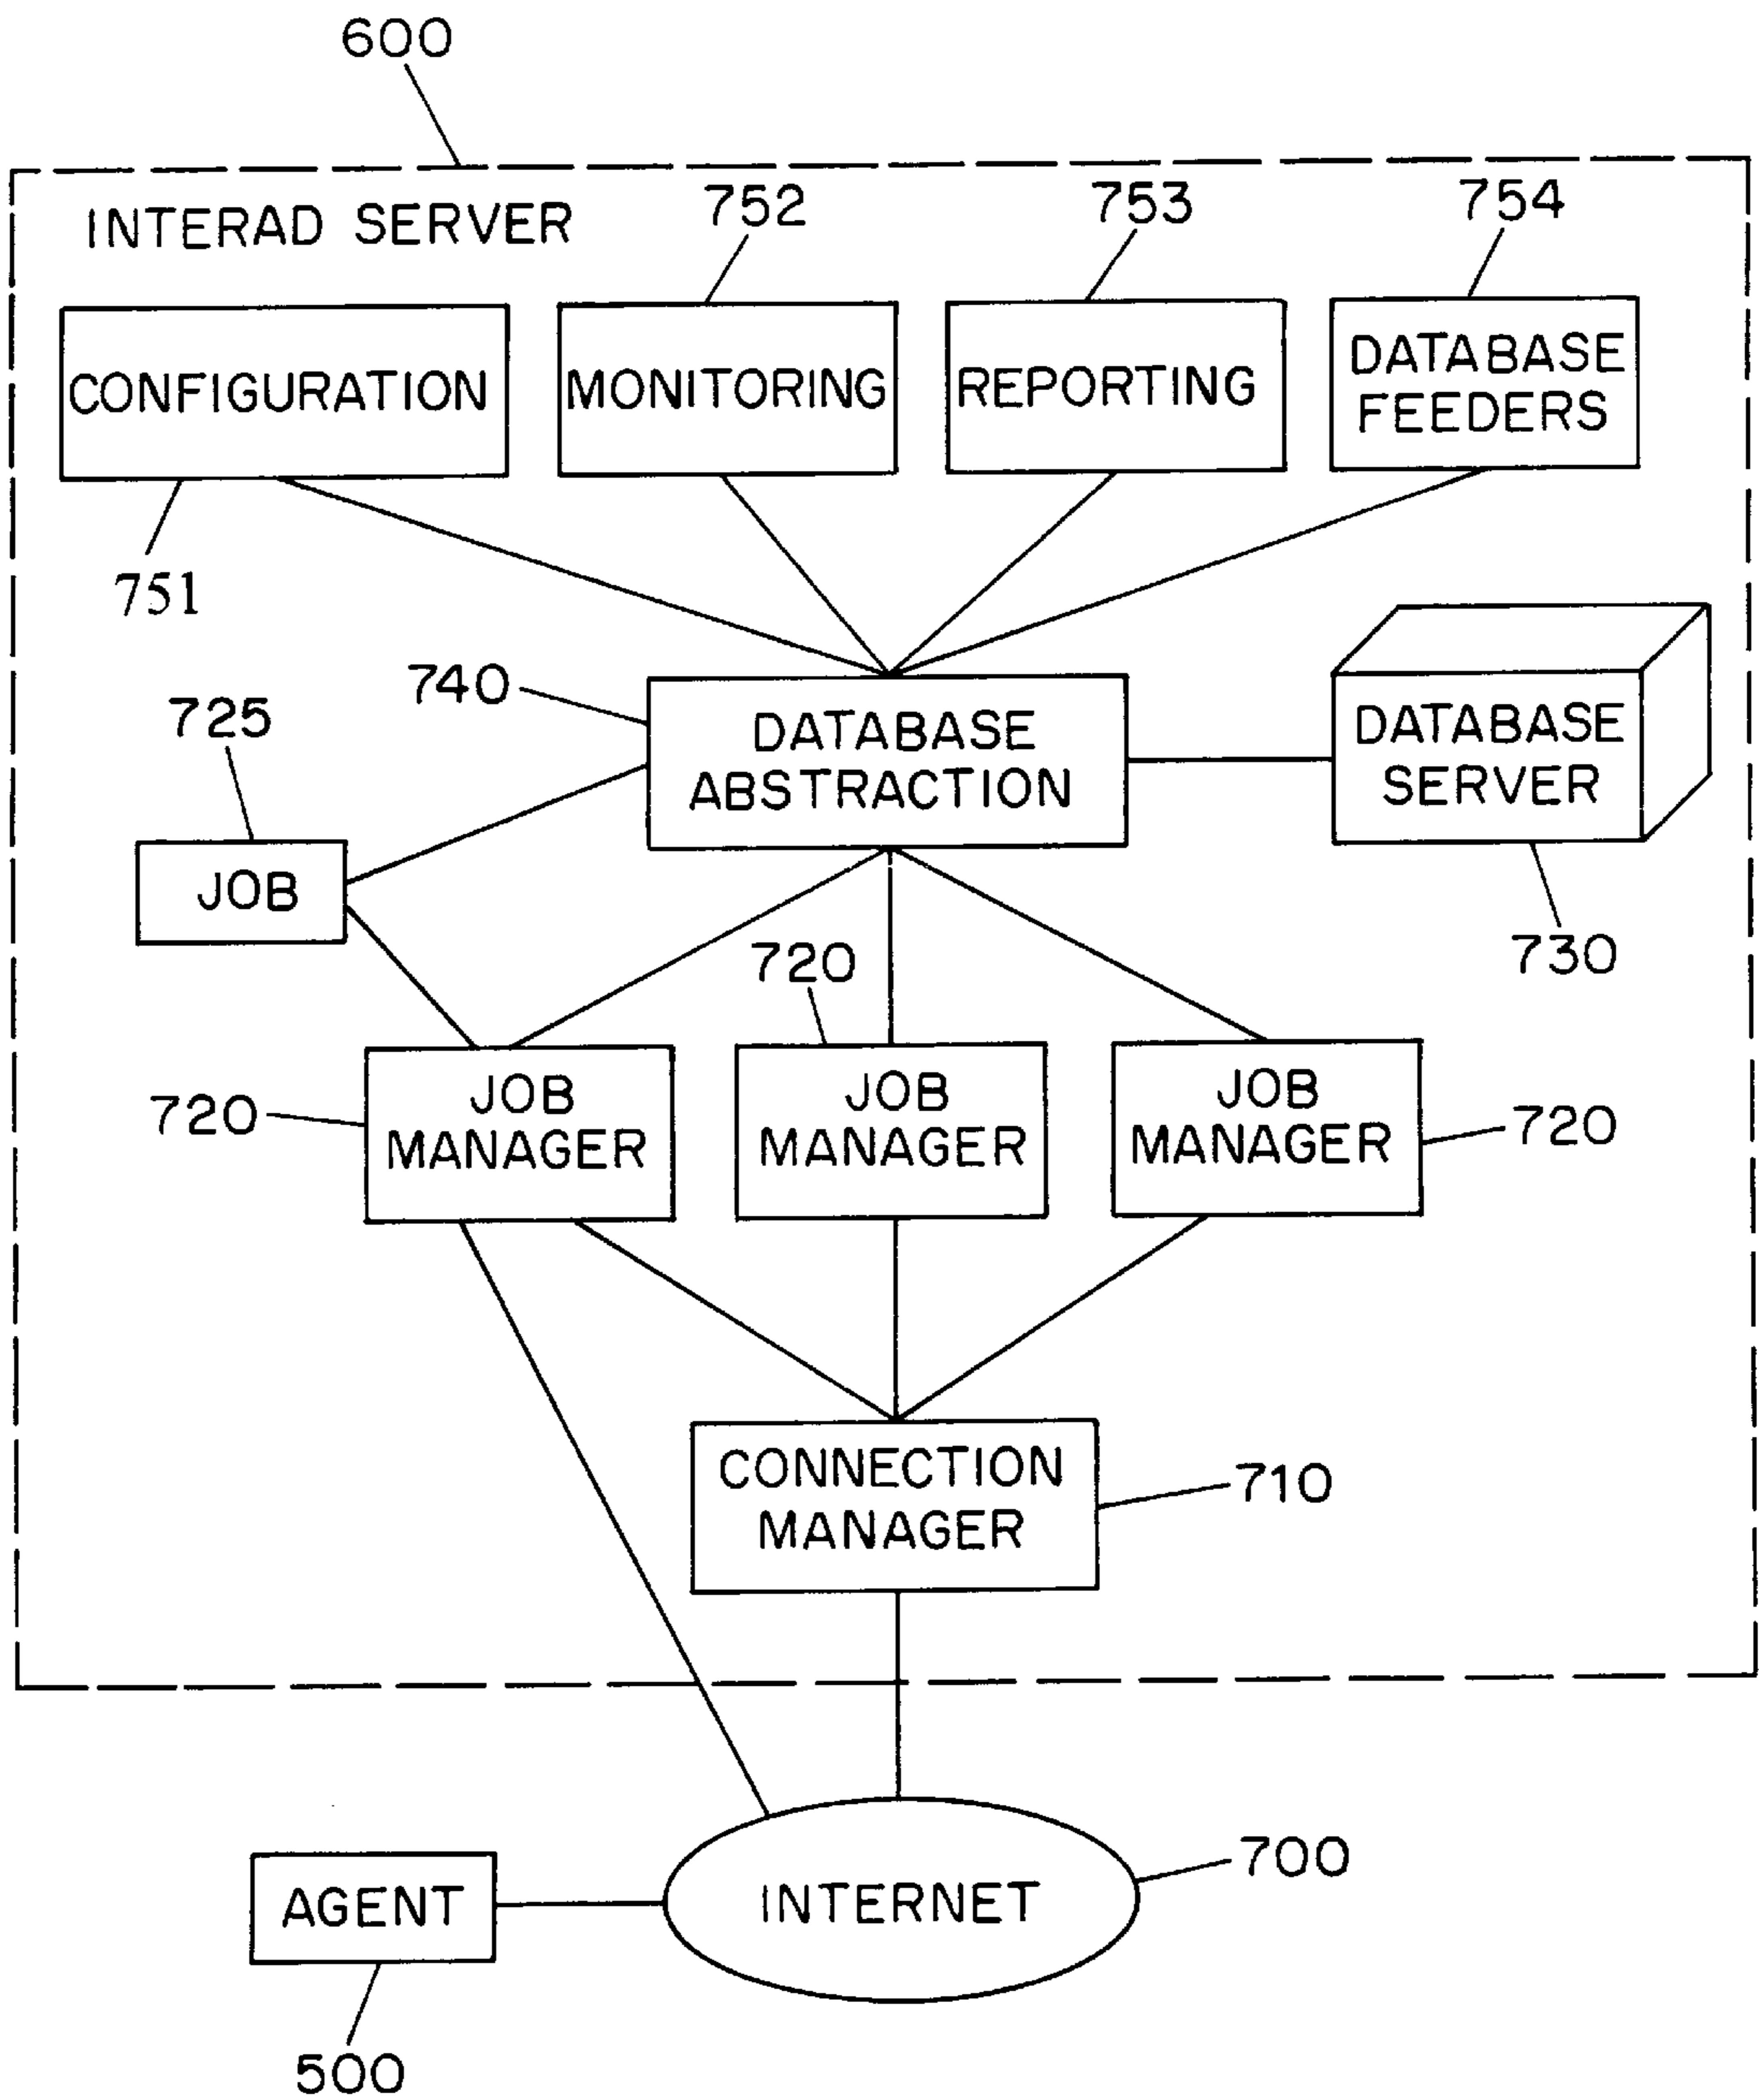 600
INTERAD SERVER
752
753
754
CONFIGURATION
MONITORING
REPORTING
DATABASE
FEEDERS
751
740
725
DATABASE
ABSTRACTION
DATABASE
SERVER
JOB
730
720
720
JOB
MANAGER
JOB
MANAGER
JOB
MANAGER
720
CONNECTION
MANAGER
710
700
AGENT
INTERNET
500